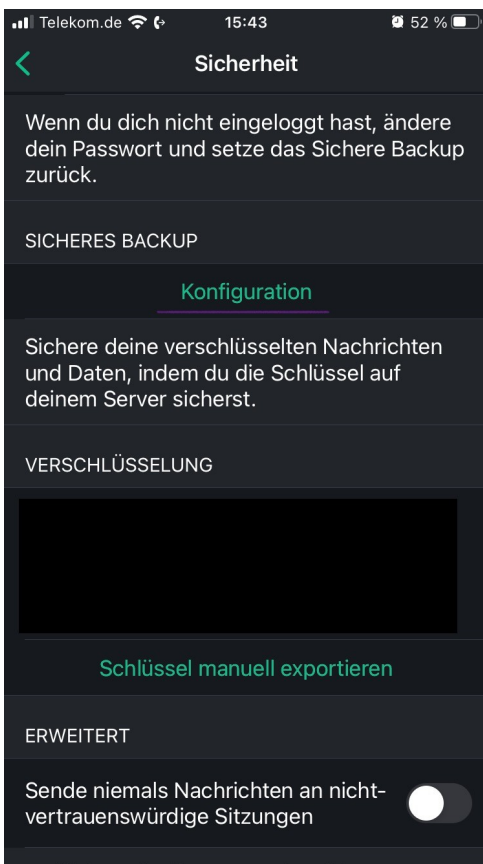 Telekom.de 15:43 52 %
Sicherheit
Wenn du dich nicht eingeloggt hast, ändere
dein Passwort und setze das Sichere Backup
zurück.
SICHERES BACKUP
Konfiguration
Sichere deine verschlüsselten Nachrichten
und Daten, indem du die Schlüssel auf
deinem Server sicherst.
VERSCHLÜSSELUNG
Schlüssel manuell exportieren
ERWEITERT
Sende niemals Nachrichten an nicht-
vertrauenswürdige Sitzungen